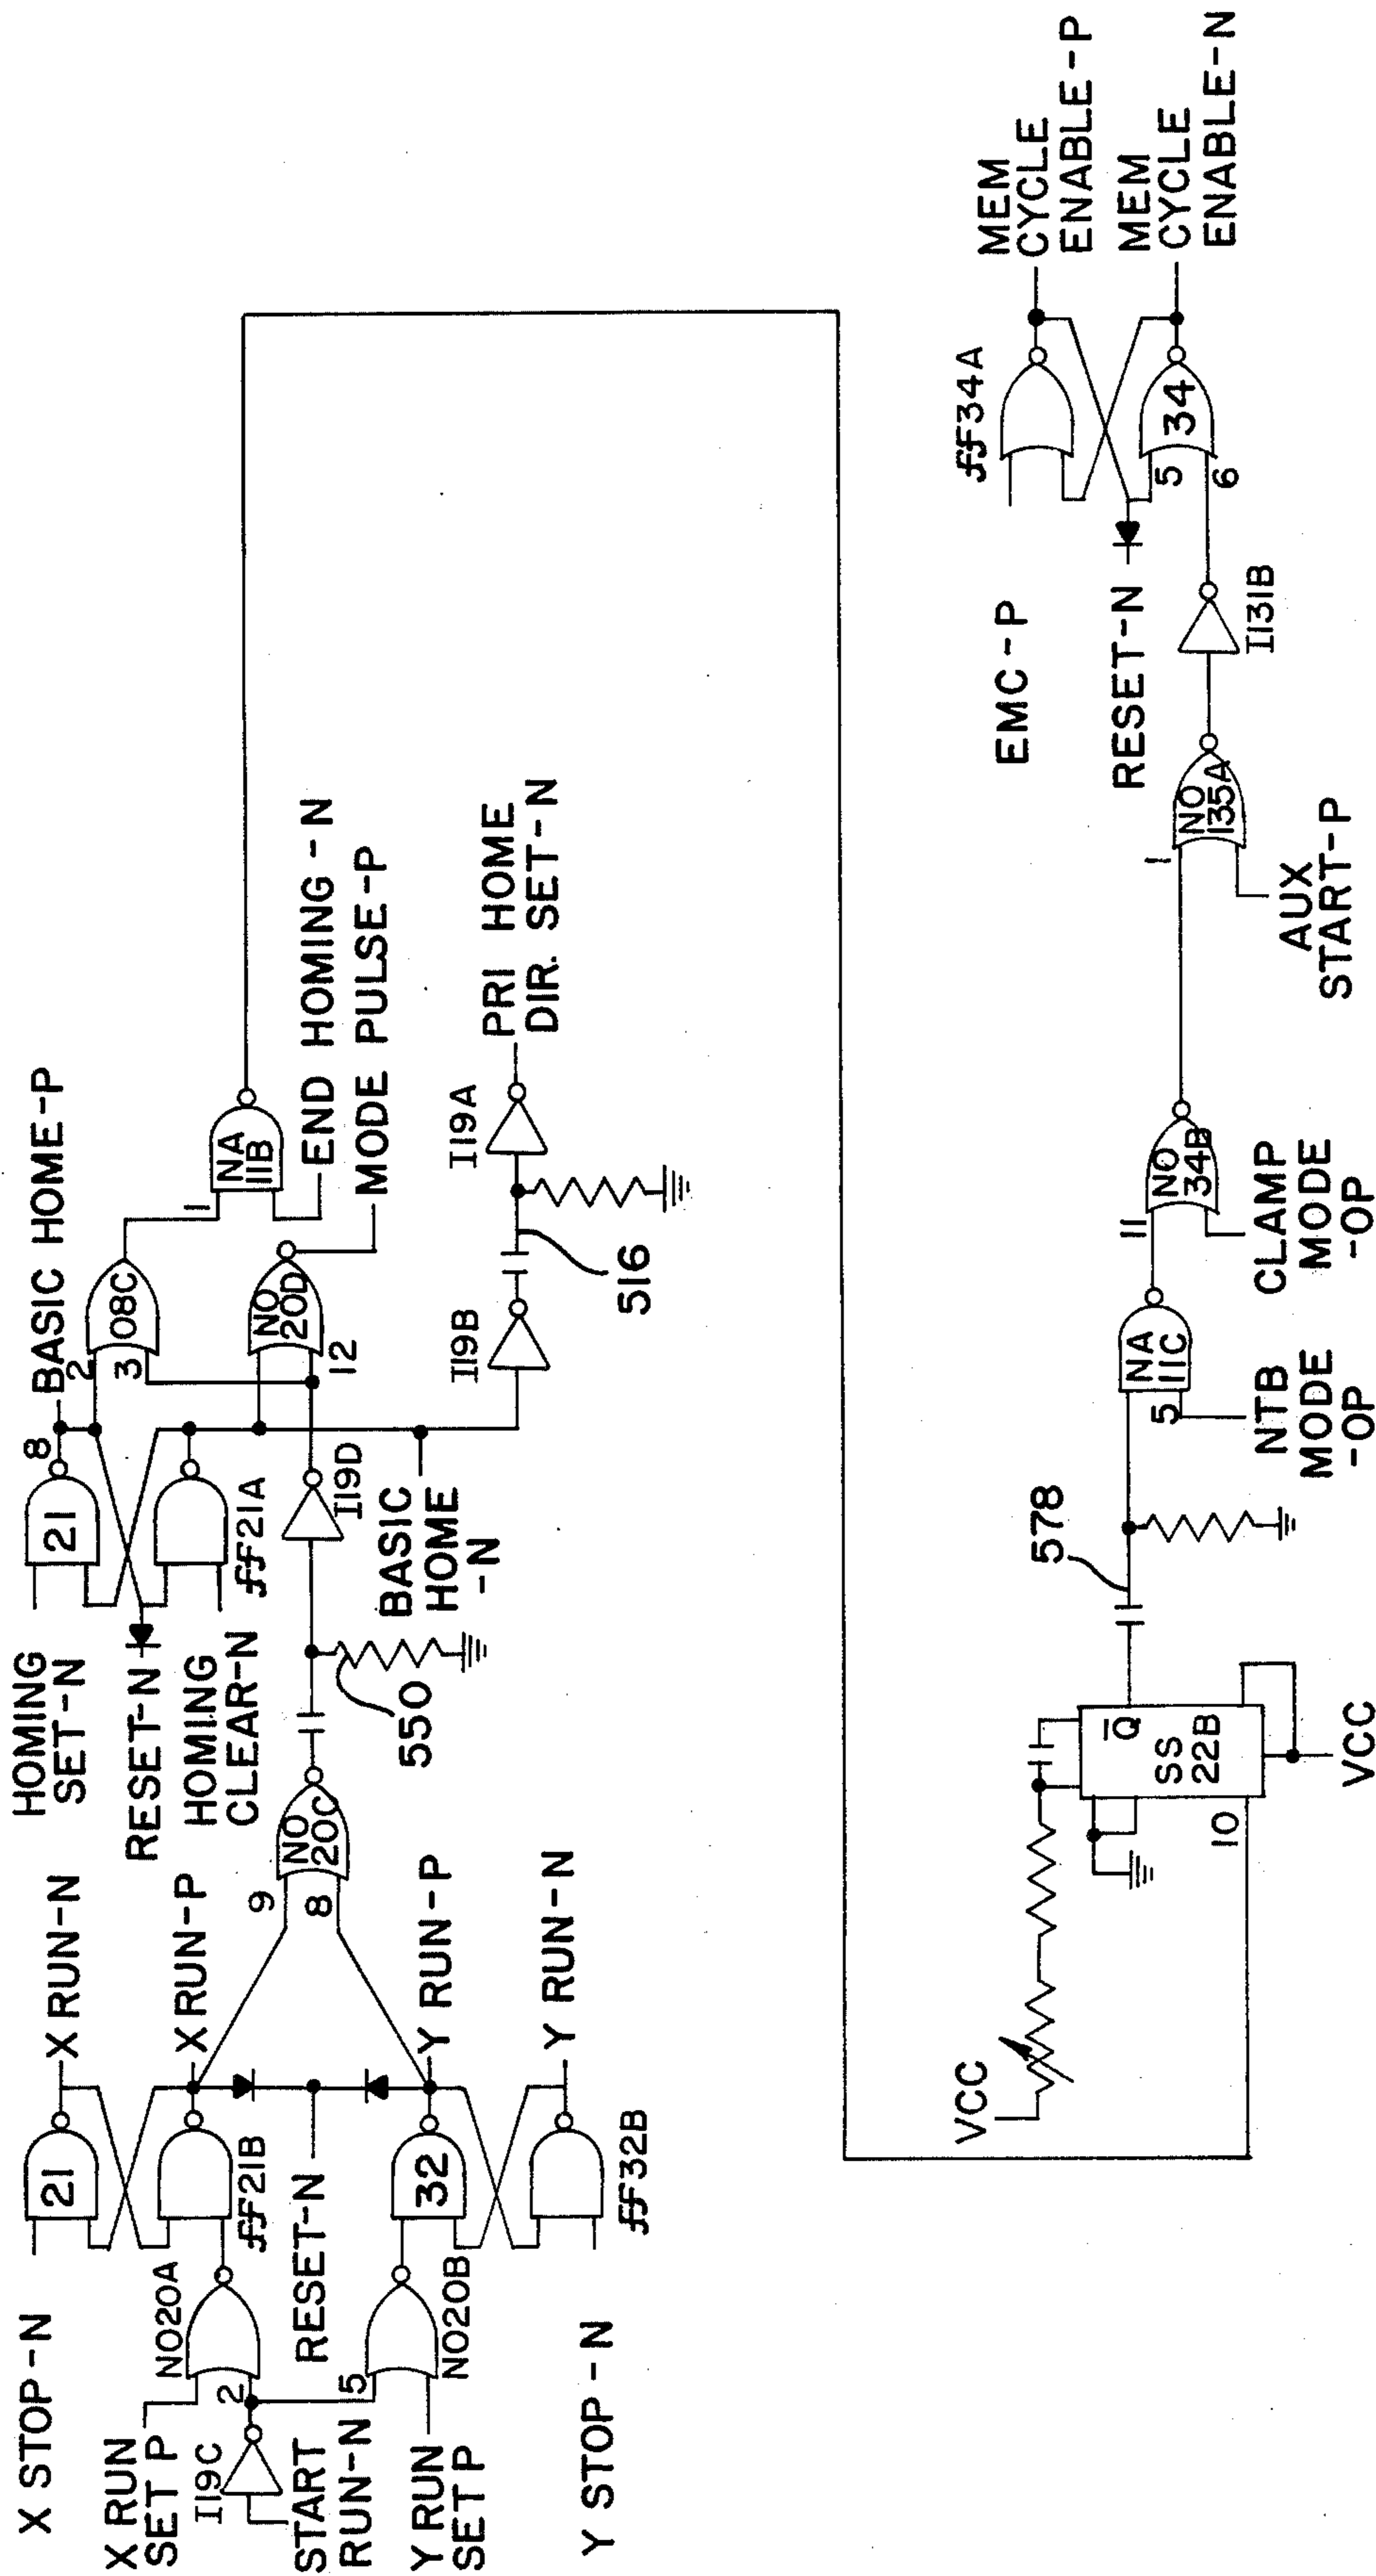 X STOP-N
X RUN
SET P
I19C
START
RUN-N
Y RUN
SET P
Y STOP-N
2
5
NO20A
NO20B
RESET-N
21
ff21B
32
ff32B
X RUN-N
X RUN-P
Y RUN-P
Y RUN-N
9
8
NO
20C
550
HOMING
SET-N
RESET-N
HOMING
CLEAR-N
21
8
ff21A
I19D
BASIC
HOME
-N
BASIC HOME-P
2
3
08C
NO
20D
12
I19B
516
I19A
1
NA
11B
END HOMING-N
MODE PULSE-P
PRI HOME
DIR. SET-N
VCC
10
Q
SS
22B
VCC
578
5
NA
11C
NTB
MODE
-OP
11
NO
34B
CLAMP
MODE
-OP
1
NO
135A
AUX
START-P
I131B
EMC-P
RESET-N
ff34A
5
6
34
MEM
CYCLE
ENABLE-P
MEM
CYCLE
ENABLE-N